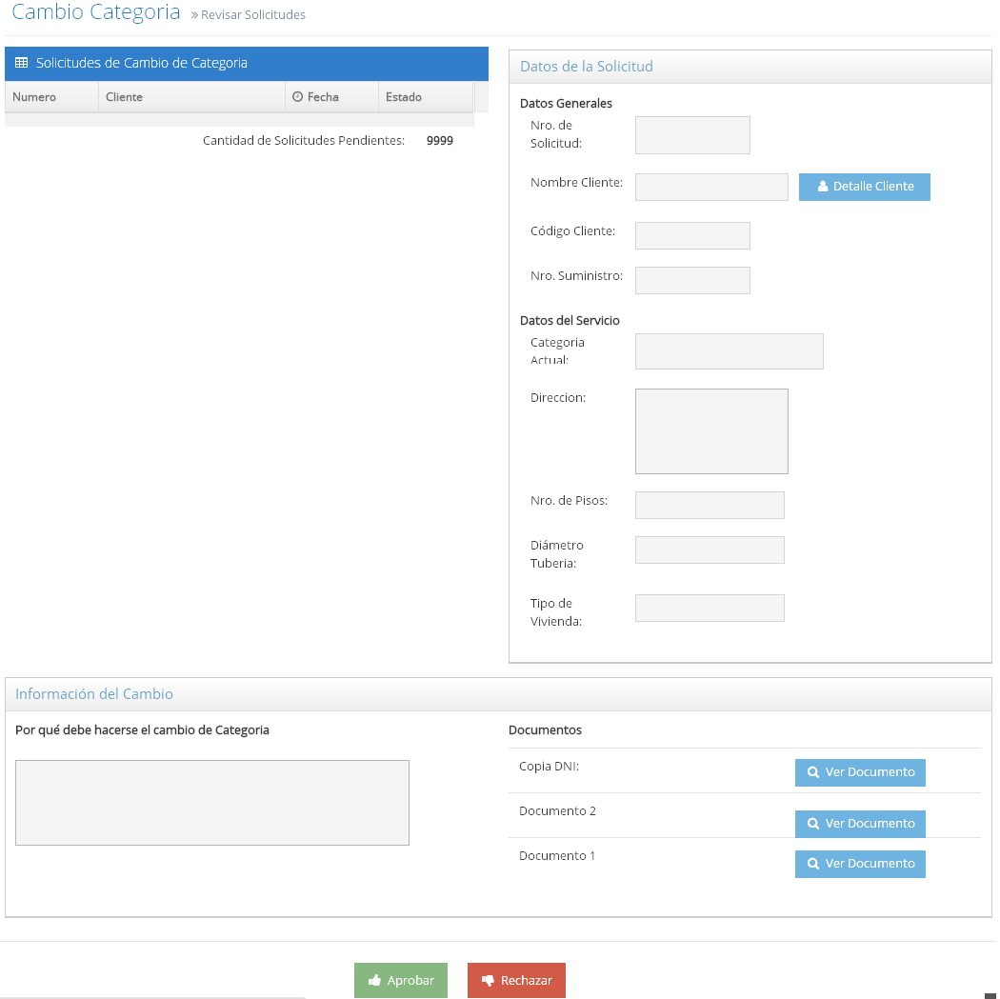 Cambio Categoria » Revisar Solicitudes
Solicitudes de Cambio de Categoria
Numero Cliente Fecha Estado
Cantidad de Solicitudes Pendientes: 9999
Datos de la Solicitud
Datos Generales
Nro. de
Solicitud:
Nombre Cliente: Detalle Cliente
Código Cliente:
Nro. Suministro:
Datos del Servicio
Categoria
Actual:
Direccion:
Nro. de Pisos:
Diámetro
Tuberia:
Tipo de
Vivienda:
Información del Cambio
Por qué debe hacerse el cambio de Categoria
Documentos
Copia DNI: Ver Documento
Documento 2 Ver Documento
Documento 1 Ver Documento
Aprobar Rechazar